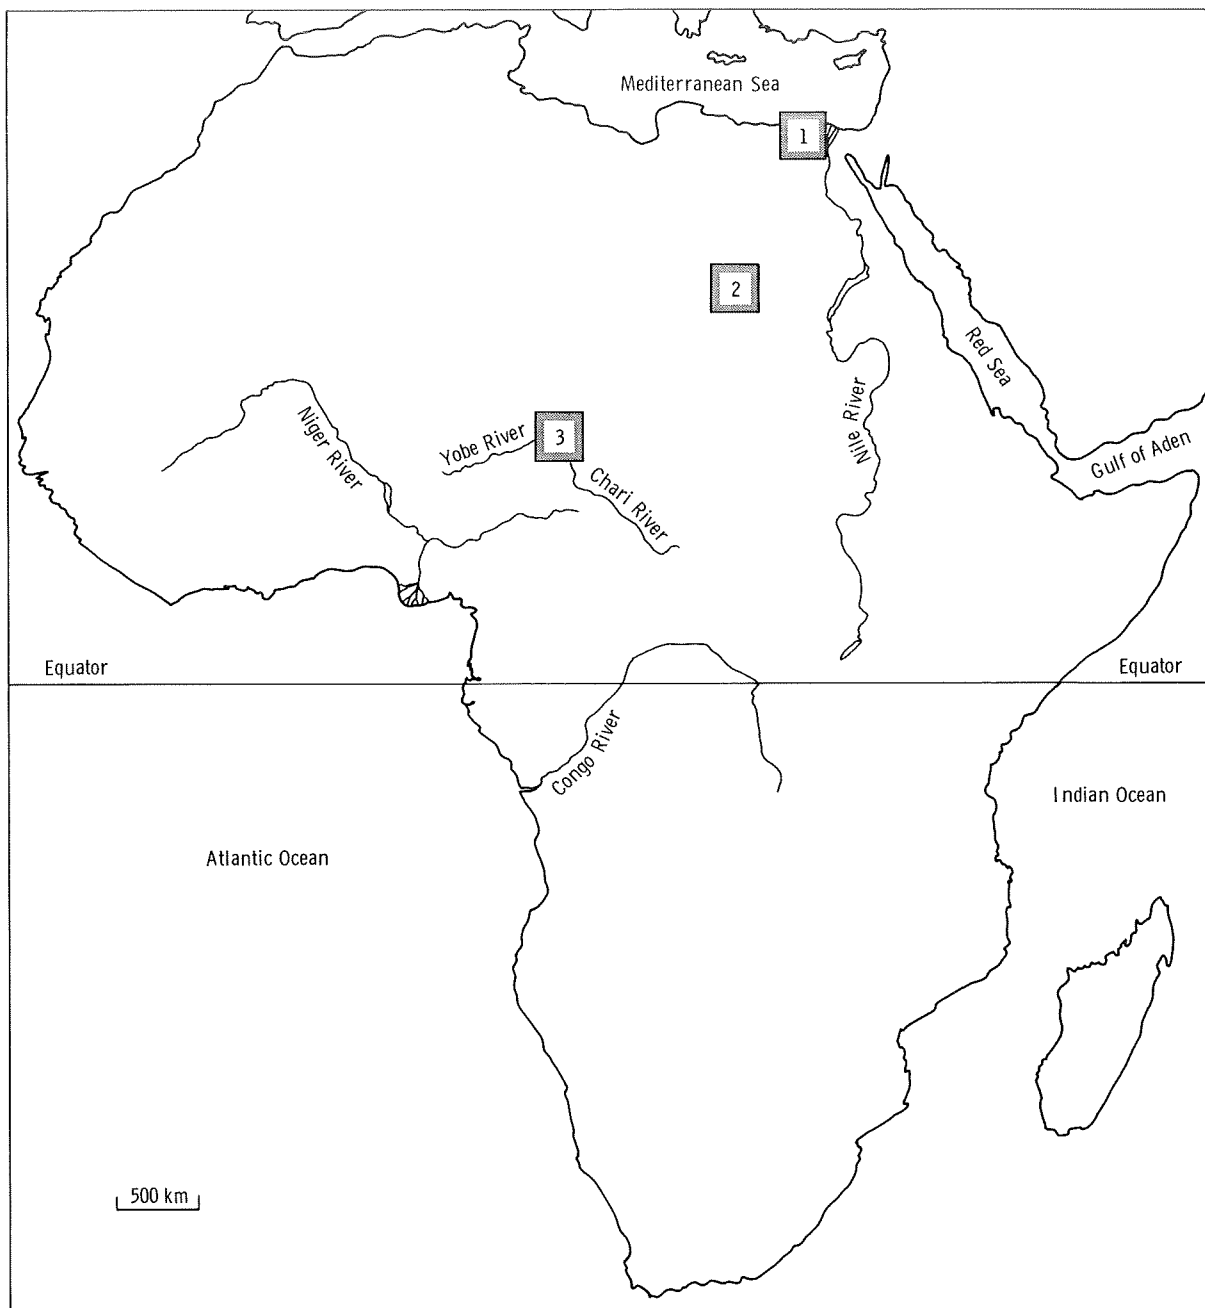 Mediterranean Sea
1
2
Red Sea
Niger River
Yobe River
3
Nile River
Gulf of Aden
Chari River
Equator
Equator
Congo River
Indian Ocean
Atlantic Ocean
500 km